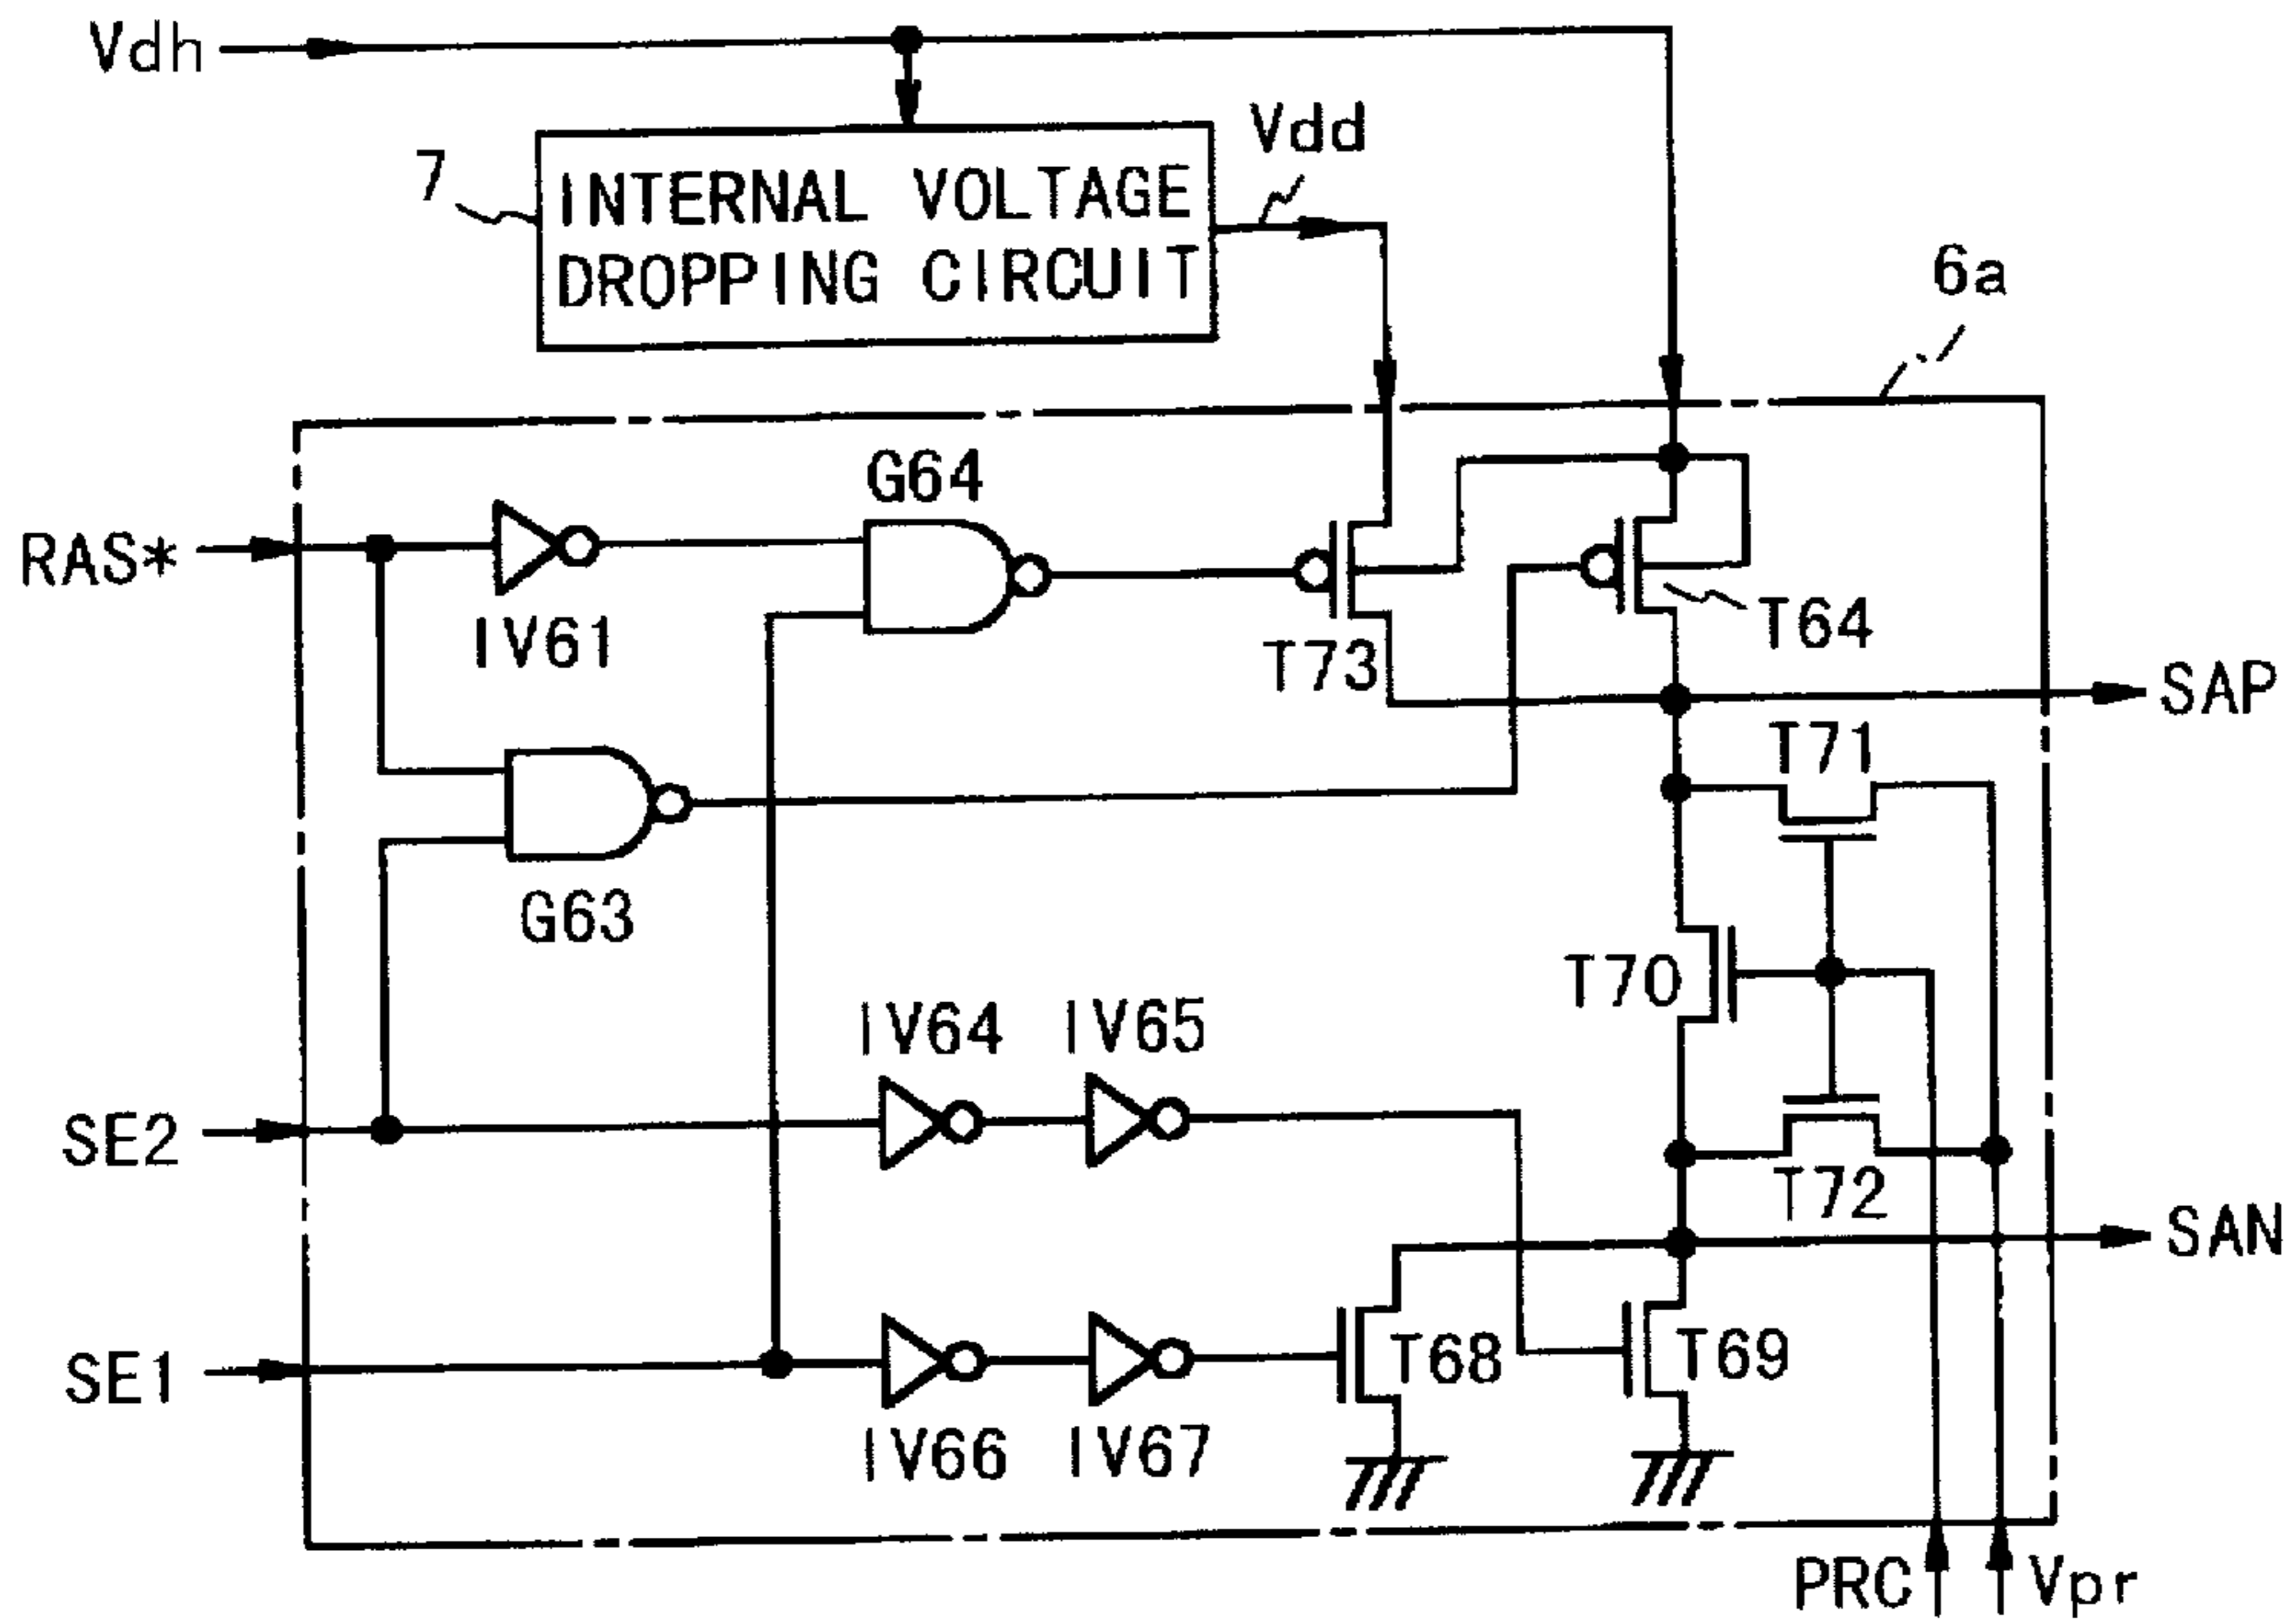 Vdh
Vdd
7
INTERNAL VOLTAGE
DROPPING CIRCUIT
6a
G64
RAS*
IV61
T73
T64
SAP
T71
G63
T70
IV64
IV65
SE2
T72
SAN
SE1
T68
T69
IV66
IV67
PRC
Vpr